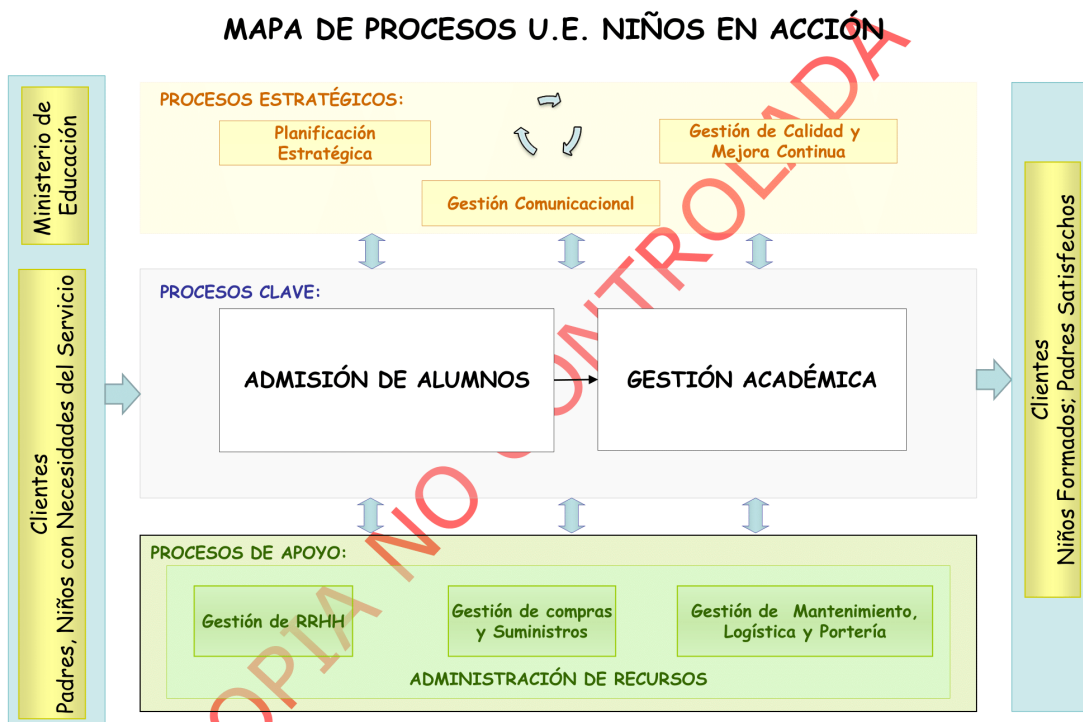 MAPA DE PROCESOS U.E. NIÑOS EN ACCIÓN
Ministerio de
Educación
Clientes
Padres, Niños con Necesidades del Servicio
PROCESOS ESTRATÉGICOS:
Planificación
Estratégica
Gestión de Calidad y
Mejora Continua
Gestión Comunicacional
PROCESOS CLAVE:
ADMISIÓN DE ALUMNOS
GESTIÓN ACADÉMICA
PROCESOS DE APOYO:
Gestión de RRHH
Gestión de compras
y Suministros
Gestión de Mantenimiento,
Logística y Portería
ADMINISTRACIÓN DE RECURSOS
Clientes
Niños Formados; Padres Satisfechos
OPIA NO CONTROLADA